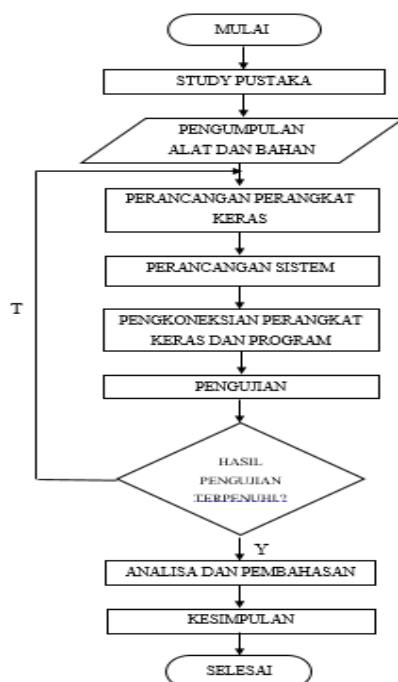 MULAI
STUDY PUSTAKA
PENGUMPULAN
ALAT DAN BAHAN
PERANCANGAN PERANGKAT
KERAS
PERANCANGAN SISTEM
T
PENGKONEKSIAN PERANGKAT
KERAS DAN PROGRAM
PENGUJIAN
HASIL
PENGUJIAN
TERPENUHI.?
Y
ANALISA DAN PEMBAHASAN
KESIMPULAN
SELESAI